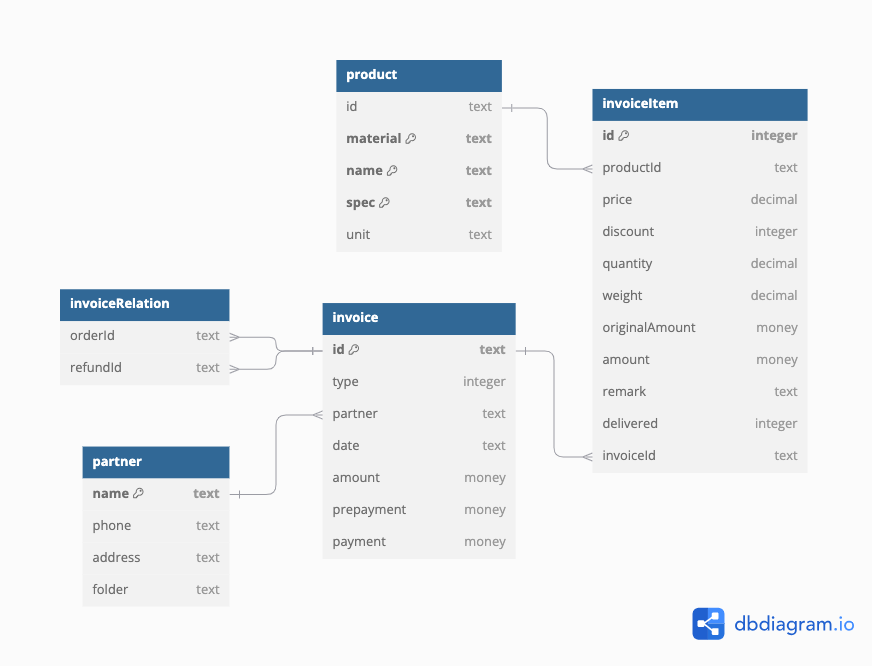 product
id text
material text
name text
spec text
unit text
invoiceItem
id integer
productId text
price decimal
discount integer
quantity decimal
weight decimal
originalAmount money
amount money
remark text
delivered integer
invoiceId text
invoiceRelation
orderId text
refundId text
invoice
id text
type integer
partner text
date text
amount money
prepayment money
payment money
partner
name text
phone text
address text
folder text
dbdiagram.io